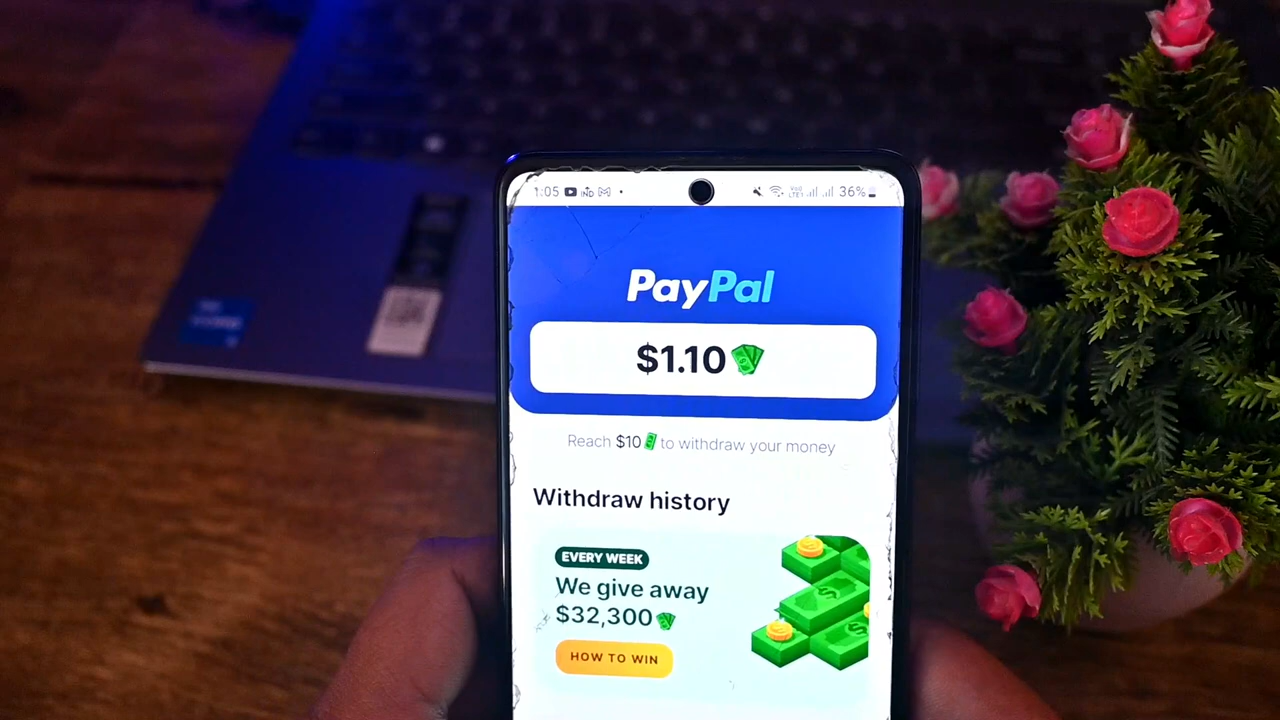 1:05
36%
PayPal
$1.10
Reach $10 to withdraw your money
Withdraw history
EVERY WEEK
We give away
$32,300
HOW TO WIN